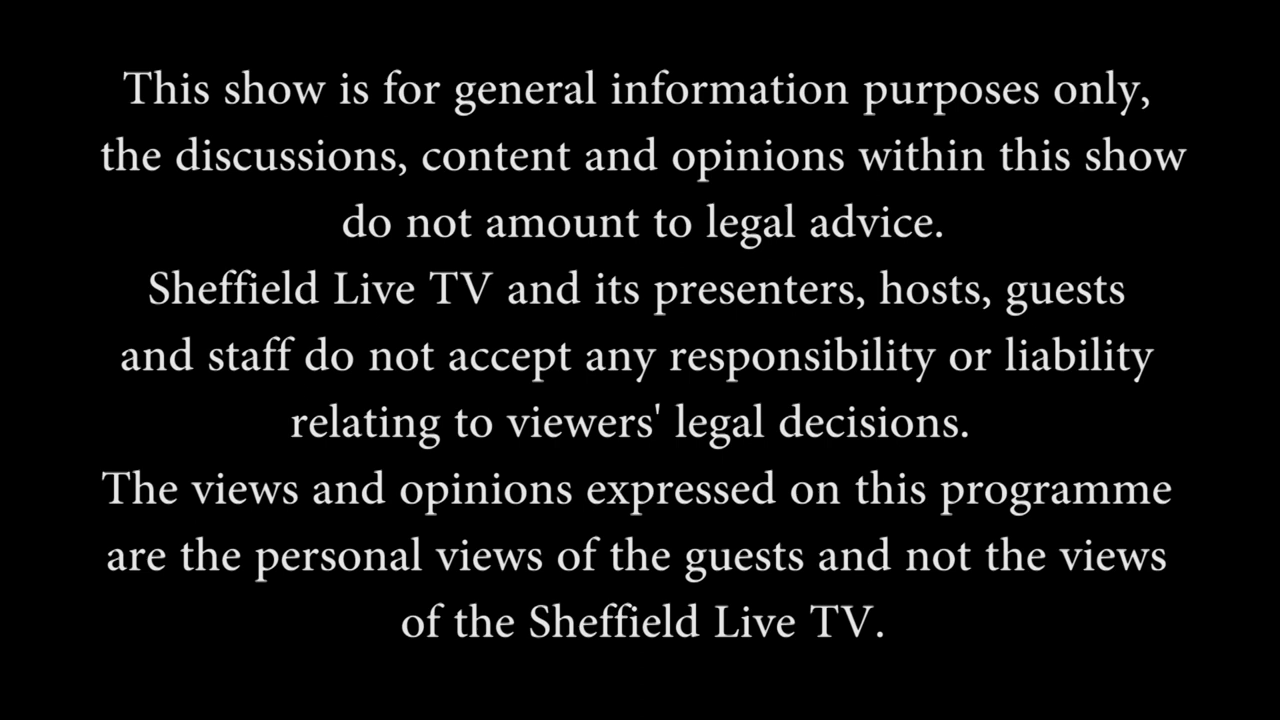 This show is for general information purposes only,
the discussions, content and opinions within this show
do not amount to legal advice.
Sheffield Live TV and its presenters, hosts, guests
and staff do not accept any responsibility or liability
relating to viewers' legal decisions.
The views and opinions expressed on this programme
are the personal views of the guests and not the views
of the Sheffield Live TV.